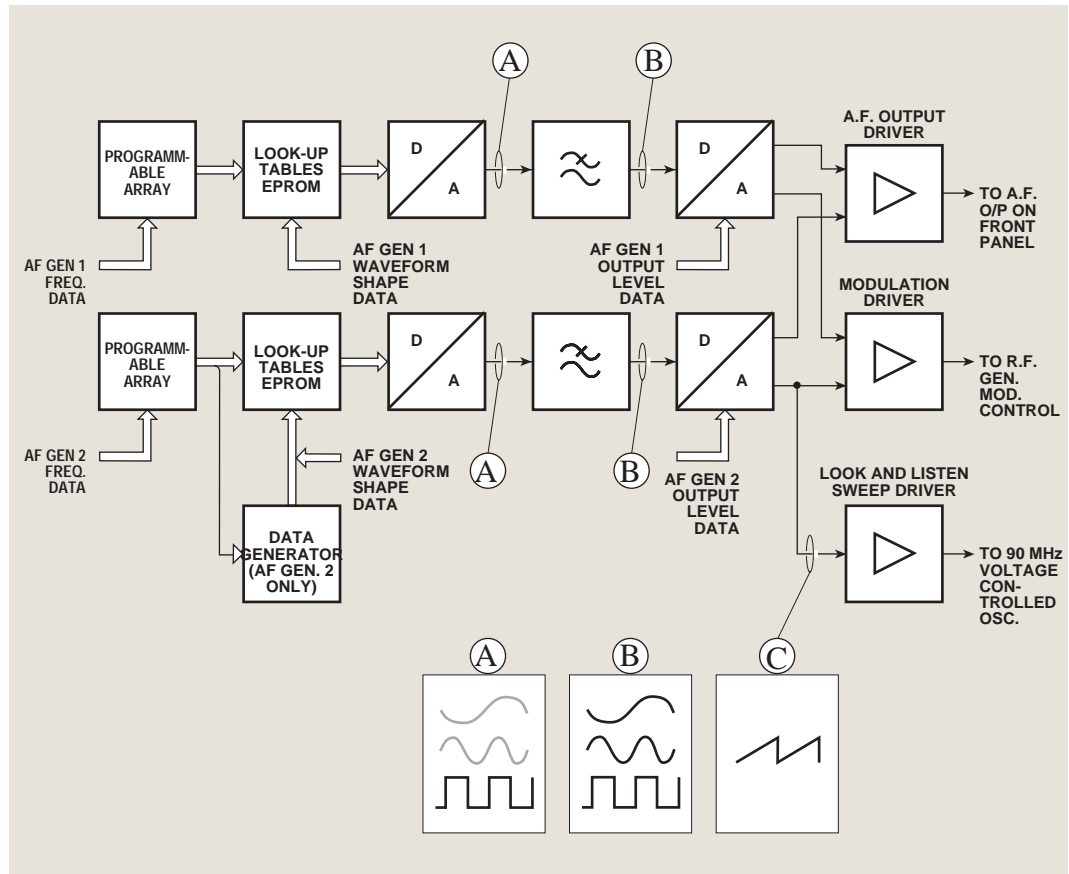 A
B
A.F. OUTPUT
DRIVER
PROGRAMM-
ABLE
ARRAY
LOOK-UP
TABLES
EPROM
D
A
D
A
TO A.F.
O/P ON
FRONT
PANEL
AF GEN 1
FREQ.
DATA
AF GEN 1
WAVEFORM
SHAPE
DATA
AF GEN 1
OUTPUT
LEVEL
DATA
MODULATION
DRIVER
PROGRAMM-
ABLE
ARRAY
LOOK-UP
TABLES
EPROM
D
A
D
A
TO R.F.
GEN.
MOD.
CONTROL
AF GEN 2
FREQ.
DATA
AF GEN 2
WAVEFORM
SHAPE
DATA
A
B
AF GEN 2
OUTPUT
LEVEL
DATA
LOOK AND LISTEN
SWEEP DRIVER
DATA
GENERATOR
(AF GEN. 2
ONLY)
TO 90 MHz
VOLTAGE
CON-
TROLLED
OSC.
A
B
C